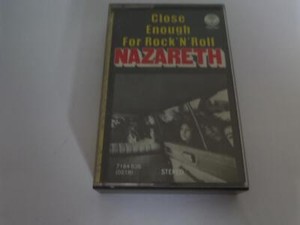 Close
Enough
For Rock 'N' Roll
NAZARETH
STEREO